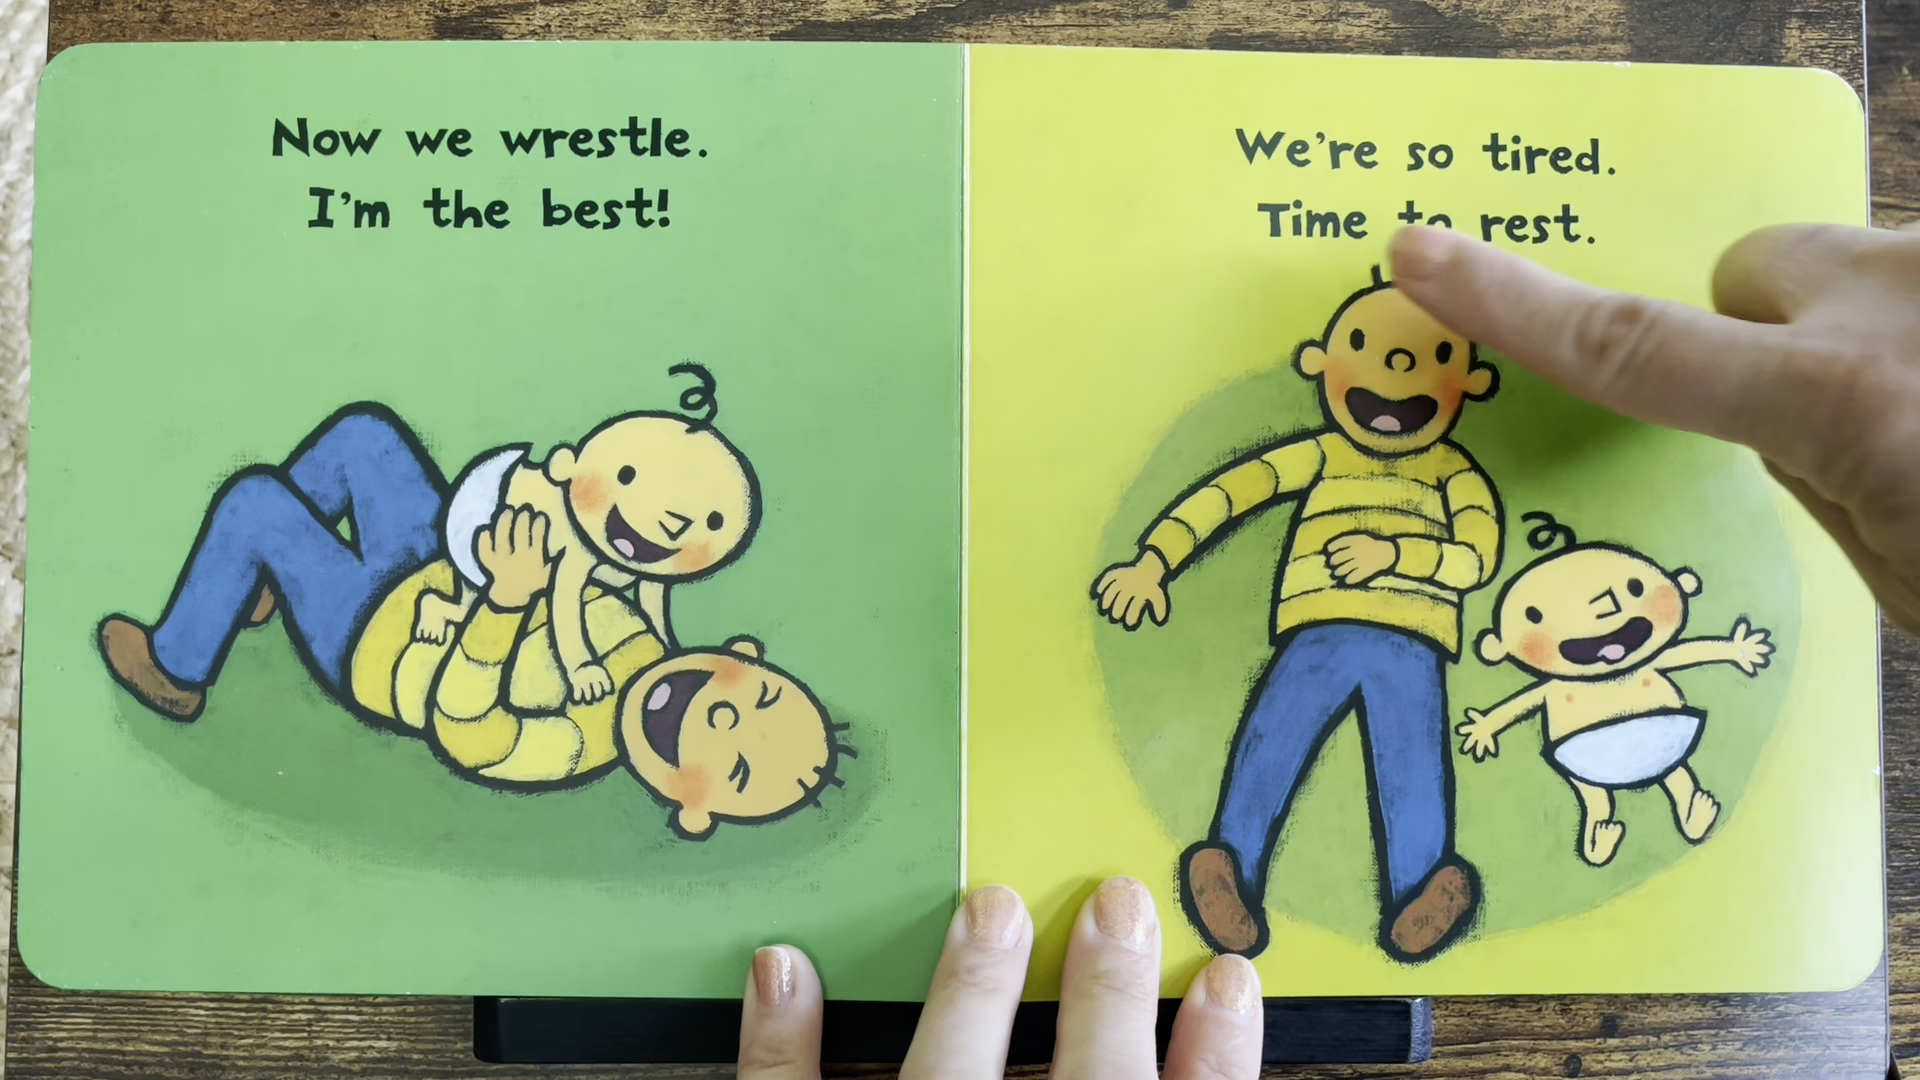 Now we wrestle.
I'm the best!
We're so tired.
Time to rest.